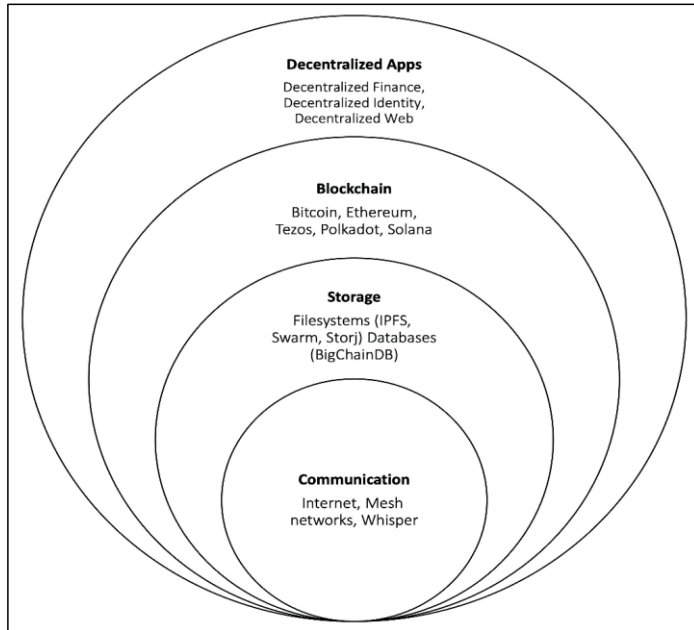 Decentralized Apps
Decentralized Finance,
Decentralized Identity,
Decentralized Web
Blockchain
Bitcoin, Ethereum,
Tezos, Polkadot, Solana
Storage
Filesystems (IPFS,
Swarm, Storj) Databases
(BigChainDB)
Communication
Internet, Mesh
networks, Whisper